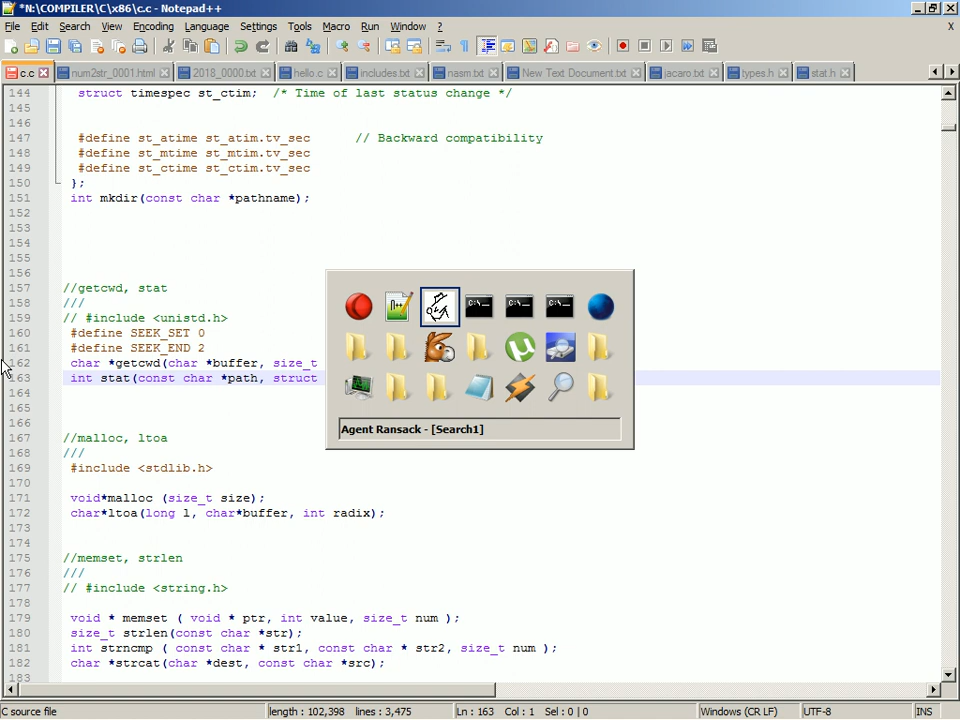 *N:\COMPILER\C\x86\c.c - Notepad++
File Edit Search View Encoding Language Settings Tools Macro Run Window ? X
c.c num2str_0001.html 2018_0000.txt hello.c includes.txt nasm.txt New Text Document.txt jacaro.txt types.h stat.h
144 struct timespec st_ctim; /* Time of last status change */
145
146
147 #define st_atime st_atim.tv_sec // Backward compatibility
148 #define st_mtime st_mtim.tv_sec
149 #define st_ctime st_ctim.tv_sec
150 };
151 int mkdir(const char *pathname);
152
153
154
155
156
157 //getcwd, stat
158 ///
159 // #include <unistd.h>
160 #define SEEK_SET 0
161 #define SEEK_END 2
162 char *getcwd(char *buffer, size_t
163 int stat(const char *path, struct
164
165
166
167 //malloc, ltoa
168 ///
169 #include <stdlib.h>
170
171 void*malloc (size_t size);
172 char*ltoa(long l, char*buffer, int radix);
173
174
175 //memset, strlen
176 ///
177 // #include <string.h>
178
179 void * memset ( void * ptr, int value, size_t num );
180 size_t strlen(const char *str);
181 int strncmp ( const char * str1, const char * str2, size_t num );
182 char *strcat(char *dest, const char *src);
183
Agent Ransack - [Search1]
C source file length : 102,398 lines : 3,475 Ln : 163 Col : 1 Sel : 0 | 0 Windows (CR LF) UTF-8 INS